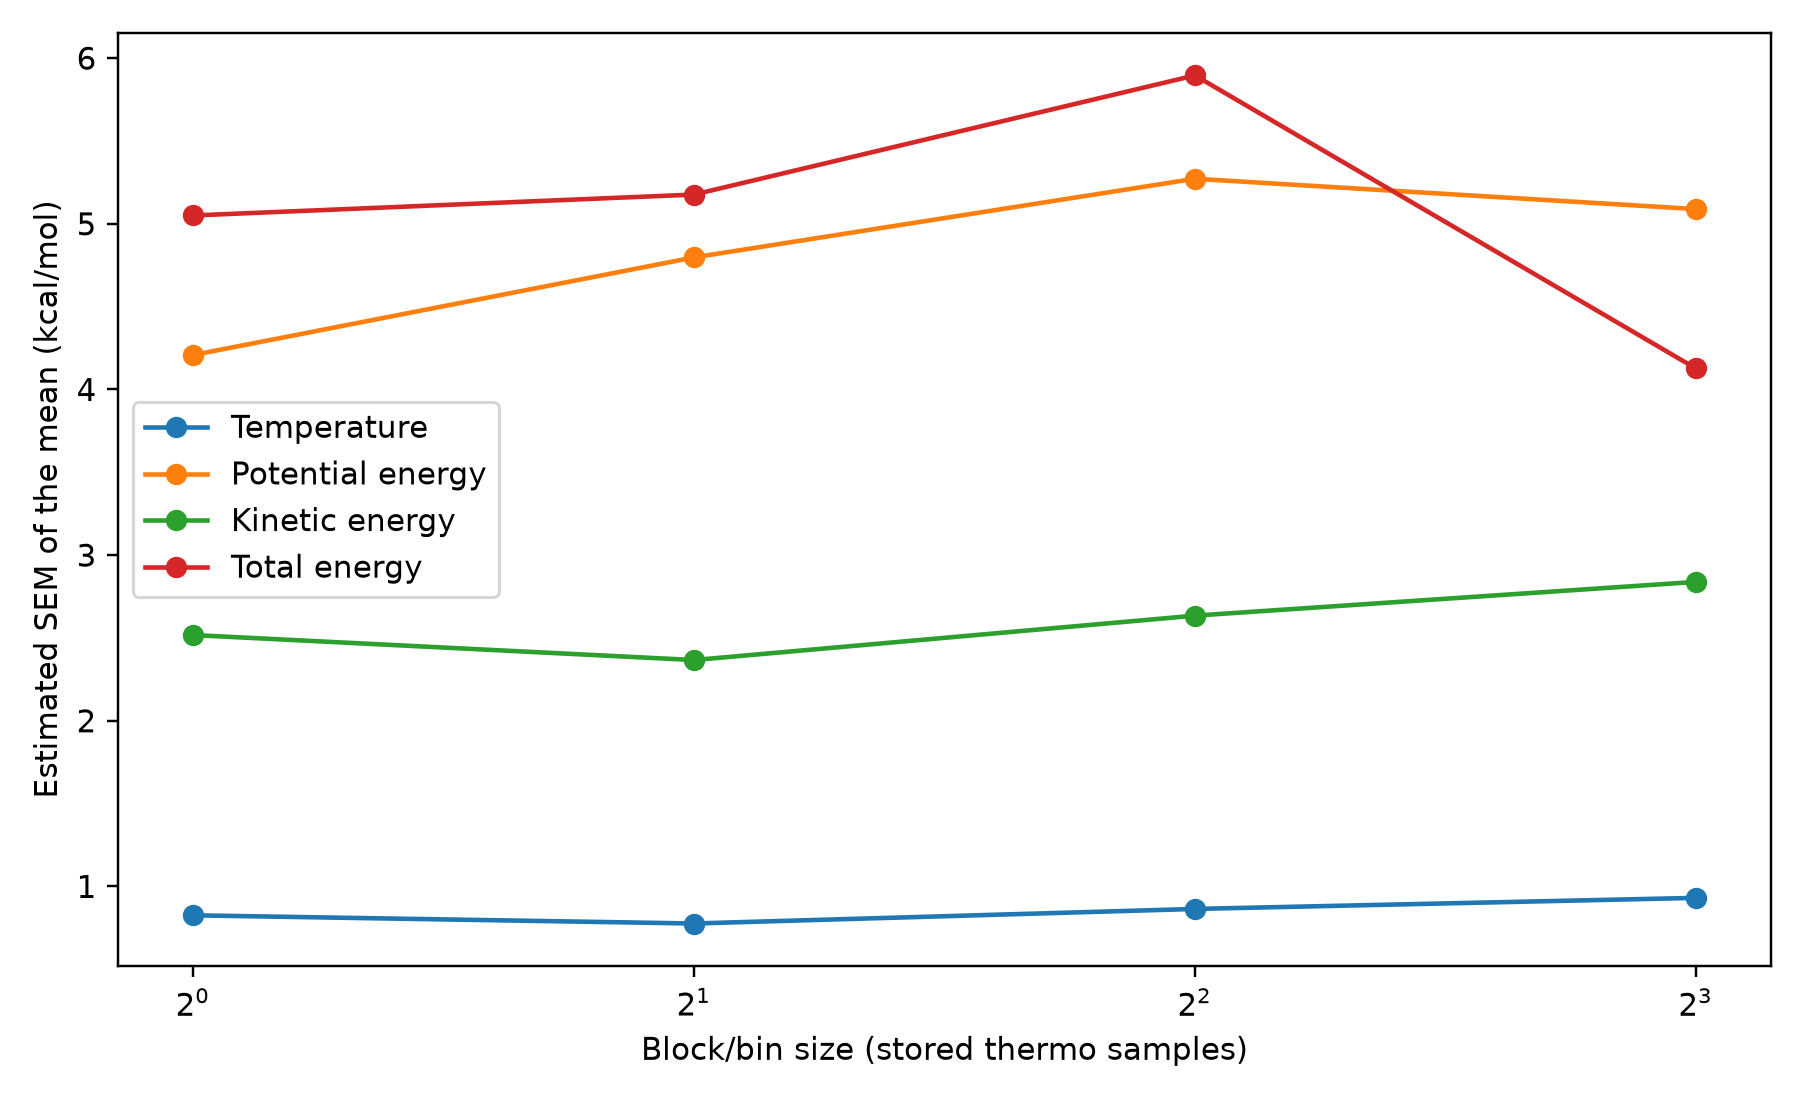 Estimated SEM of the mean (kcal/mol)
6
5
4
3
2
1
Temperature
Potential energy
Kinetic energy
Total energy
2⁰ 2¹ 2² 2³
Block/bin size (stored thermo samples)